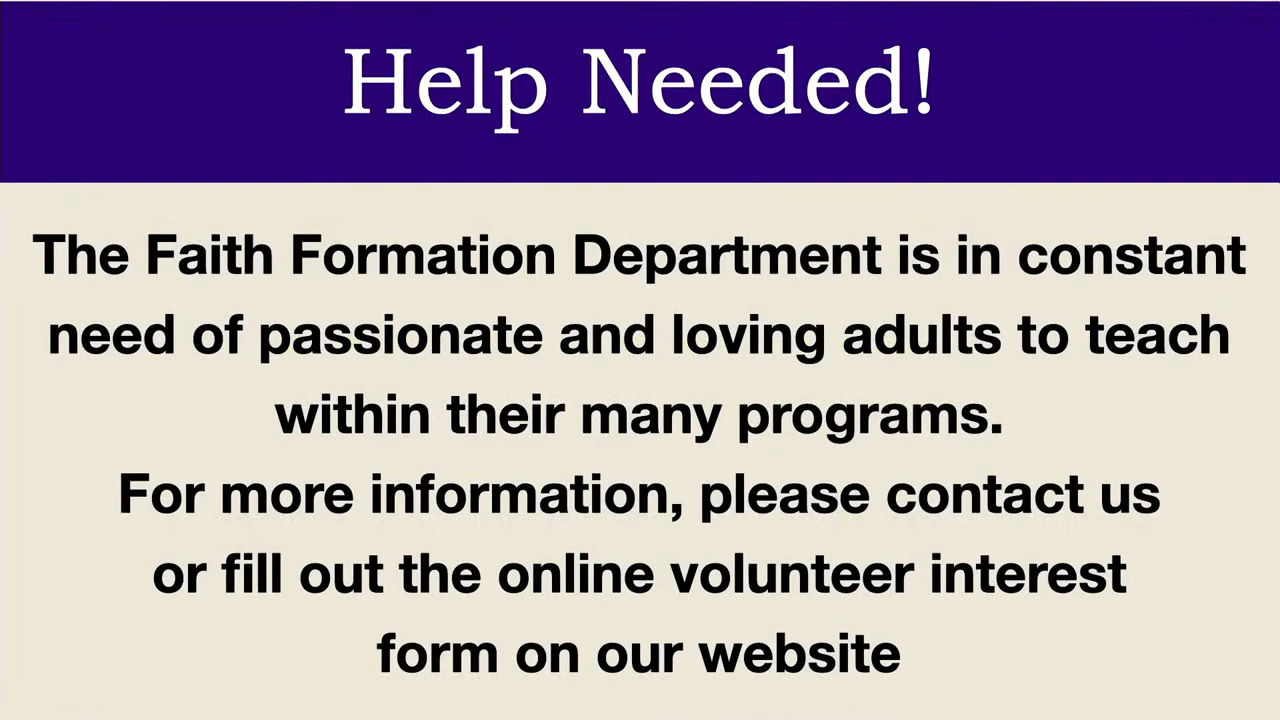 Help Needed!
The Faith Formation Department is in constant
need of passionate and loving adults to teach
within their many programs.
For more information, please contact us
or fill out the online volunteer interest
form on our website